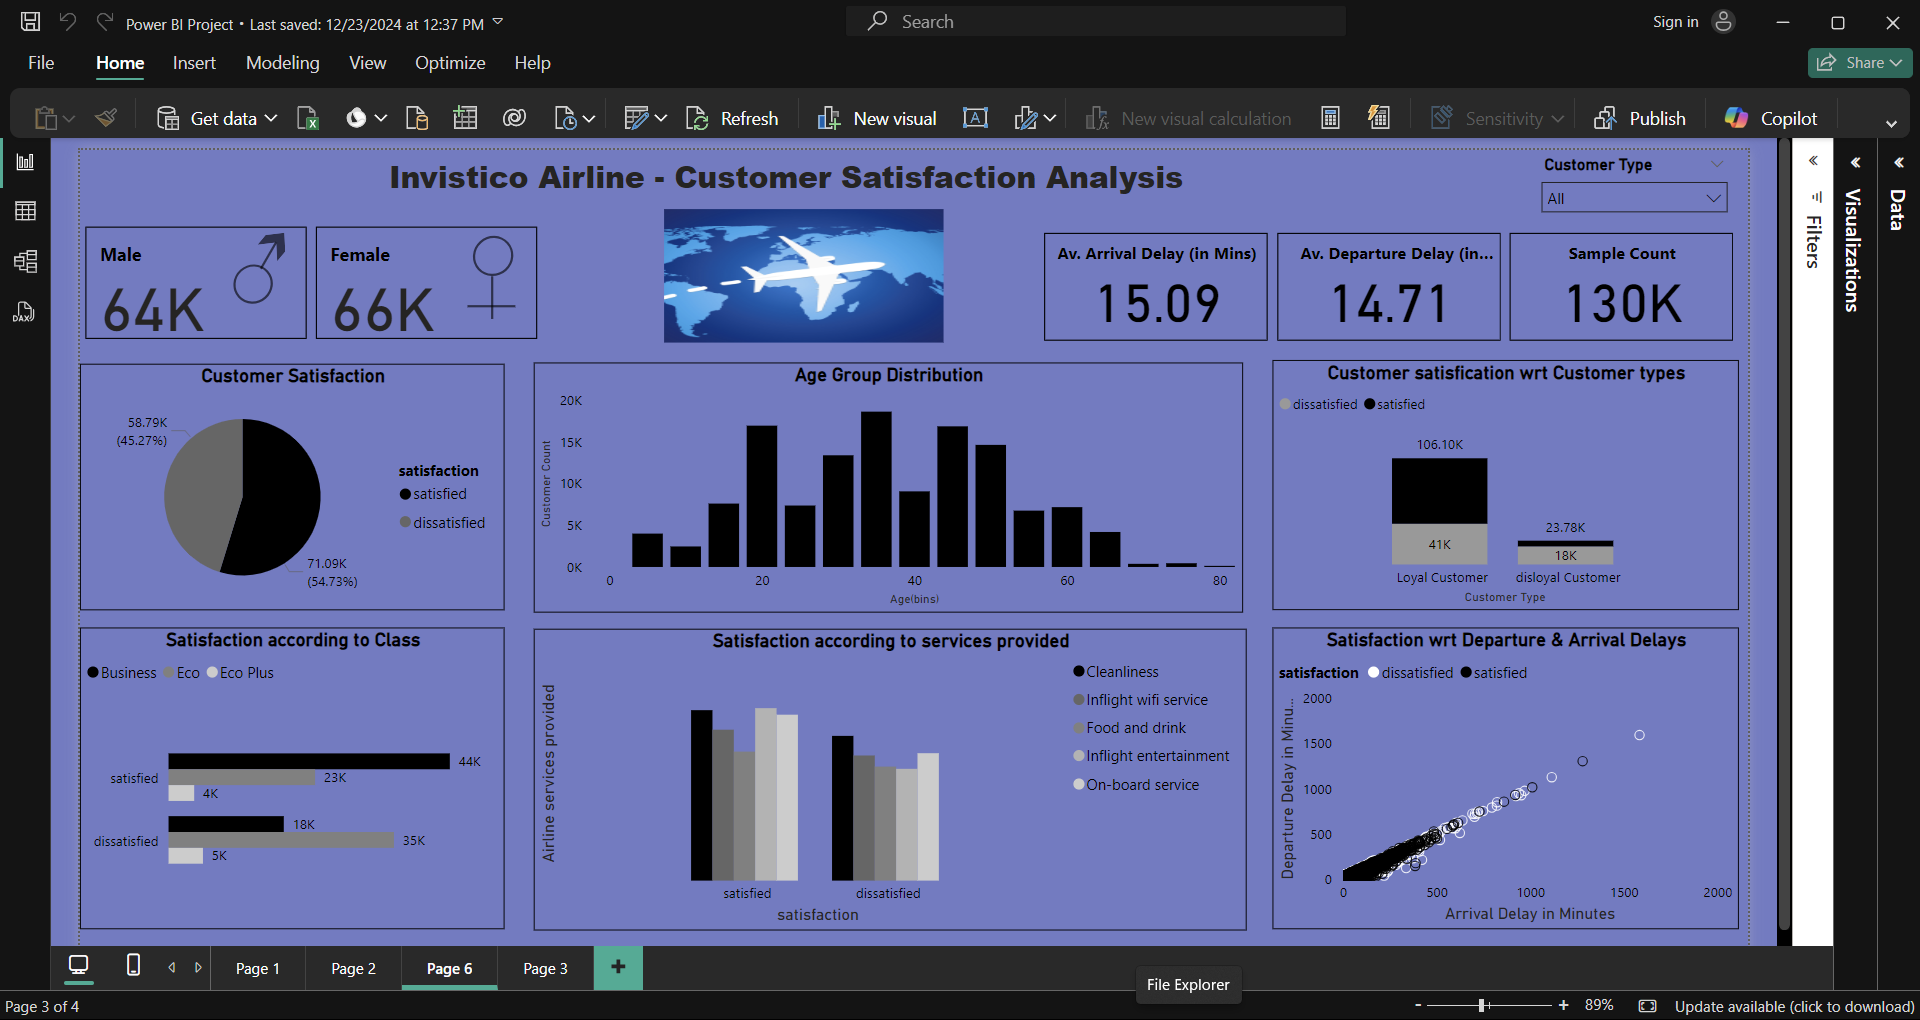 Power BI Project • Last saved: 12/23/2024 at 12:37 PM
Search
Sign in
File Home Insert Modeling View Optimize Help
Share
Get data
Refresh
New visual
A
New visual calculation
Sensitivity
Publish
Copilot
DAX
Invistico Airline - Customer Satisfaction Analysis
Customer Type
All
Male
64K
Female
66K
Av. Arrival Delay (in Mins)
15.09
Av. Departure Delay (in...
14.71
Sample Count
130K
Filters
Visualizations
Data
Customer Satisfaction
58.79K
(45.27%)
71.09K
(54.73%)
satisfaction
satisfied
dissatisfied
Age Group Distribution
Customer Count
20K
15K
10K
5K
0K
0 20 40 60 80
Age(bins)
Customer satisfication wrt Customer types
dissatisfied satisfied
106.10K
41K
23.78K
18K
Loyal Customer disloyal Customer
Customer Type
Satisfaction according to Class
Business Eco Eco Plus
satisfied
44K
23K
4K
dissatisfied
18K
35K
5K
Satisfaction according to services provided
Airline services provided
Cleanliness
Inflight wifi service
Food and drink
Inflight entertainment
On-board service
satisfied dissatisfied
satisfaction
Satisfaction wrt Departure & Arrival Delays
satisfaction dissatisfied satisfied
Departure Delay in Minu...
2000
1500
1000
500
0
0 500 1000 1500 2000
Arrival Delay in Minutes
Page 1 Page 2 Page 6 Page 3 +
File Explorer
Page 3 of 4
- + 89%
Update available (click to download)